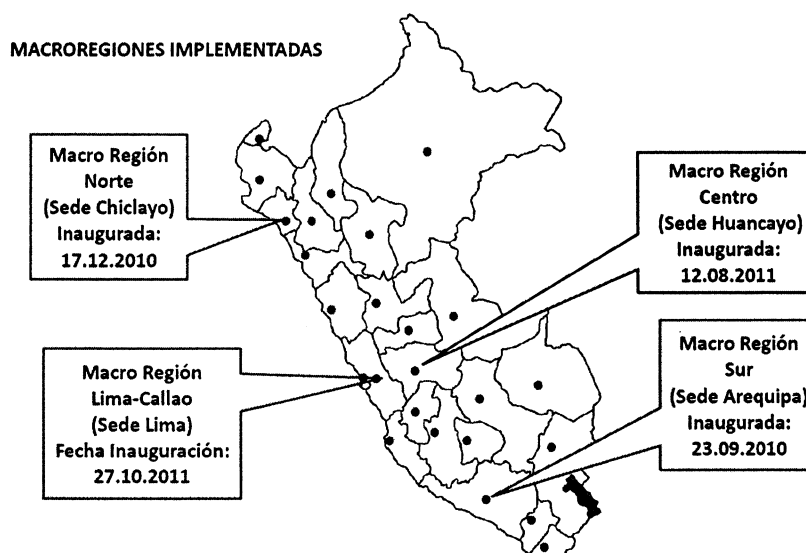 MACROREGIONES IMPLEMENTADAS
Macro Región
Norte
(Sede Chiclayo)
Inaugurada:
17.12.2010
Macro Región
Centro
(Sede Huancayo)
Inaugurada:
12.08.2011
Macro Región
Lima-Callao
(Sede Lima)
Fecha Inauguración:
27.10.2011
Macro Región
Sur
(Sede Arequipa)
Inaugurada:
23.09.2010